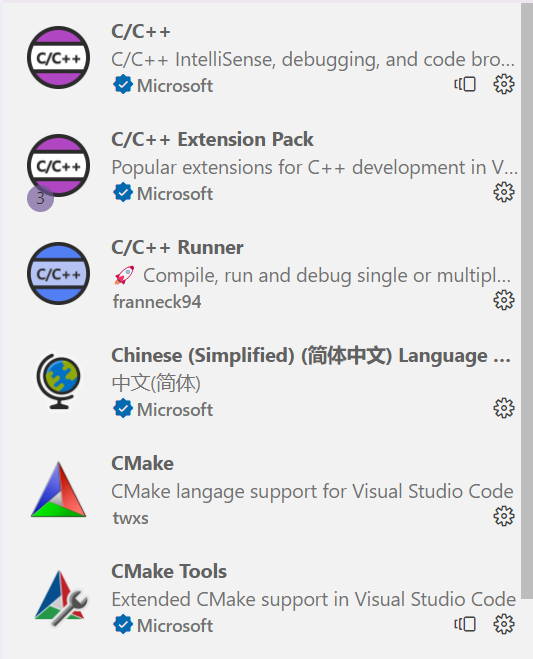 C/C++
C/C++
C/C++ IntelliSense, debugging, and code bro...
Microsoft
C/C++
C/C++ Extension Pack
Popular extensions for C++ development in V...
3
Microsoft
C/C++
C/C++ Runner
🚀 Compile, run and debug single or multipl...
franneck94
Chinese (Simplified) (简体中文) Language ...
中文(简体)
Microsoft
CMake
CMake langage support for Visual Studio Code
twxs
CMake Tools
Extended CMake support in Visual Studio Code
Microsoft